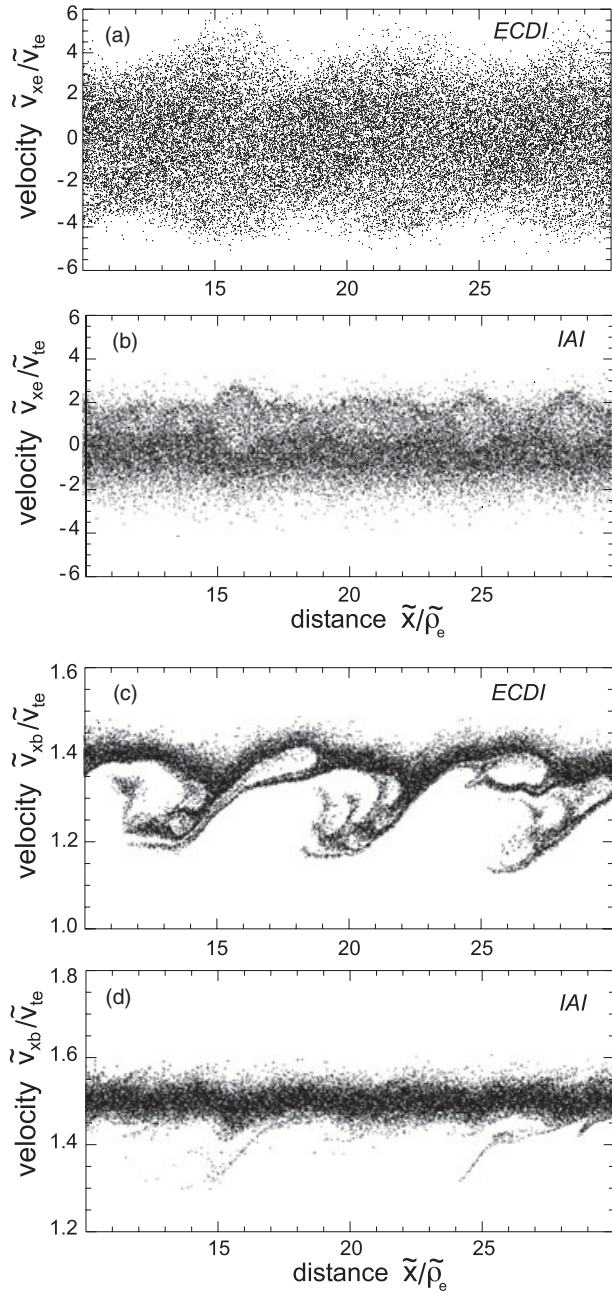 (a)
ECDI
velocity ṽxe/ṽte
6
4
2
0
-2
-4
-6
15
20
25
(b)
IAI
velocity ṽxe/ṽte
6
4
2
0
-2
-4
-6
15
20
25
distance x̃/ρ̃e
(c)
ECDI
velocity ṽxb/ṽte
1.6
1.4
1.2
1.0
15
20
25
(d)
IAI
velocity ṽxb/ṽte
1.8
1.6
1.4
1.2
15
20
25
distance x̃/ρ̃e